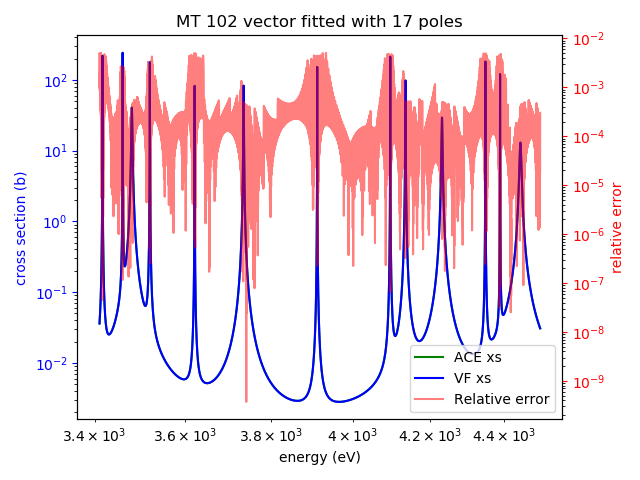 MT 102 vector fitted with 17 poles
cross section (b)
10²
10¹
10⁰
10⁻¹
10⁻²
10⁻²
10⁻³
10⁻⁴
10⁻⁵
10⁻⁶
10⁻⁷
10⁻⁸
10⁻⁹
relative error
ACE xs
VF xs
Relative error
3.4 × 10³ 3.6 × 10³ 3.8 × 10³ 4 × 10³ 4.2 × 10³ 4.4 × 10³
energy (eV)